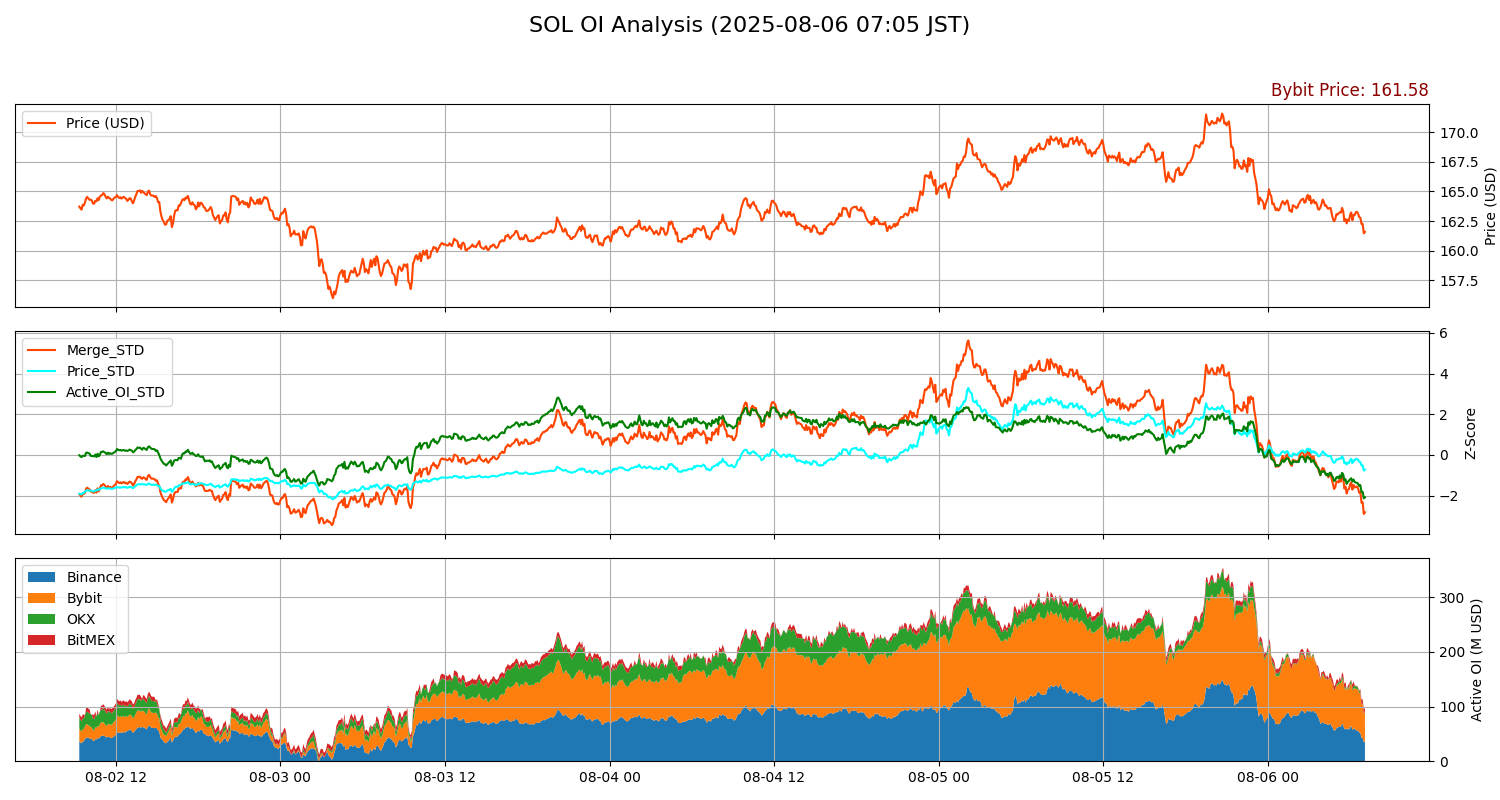 SOL OI Analysis (2025-08-06 07:05 JST)
Bybit Price: 161.58
Price (USD)
170.0
167.5
165.0
162.5
160.0
157.5
Price (USD)
Merge_STD
Price_STD
Active_OI_STD
6
4
2
0
−2
Z-Score
Binance
Bybit
OKX
BitMEX
300
200
100
0
Active OI (M USD)
08-02 12
08-03 00
08-03 12
08-04 00
08-04 12
08-05 00
08-05 12
08-06 00